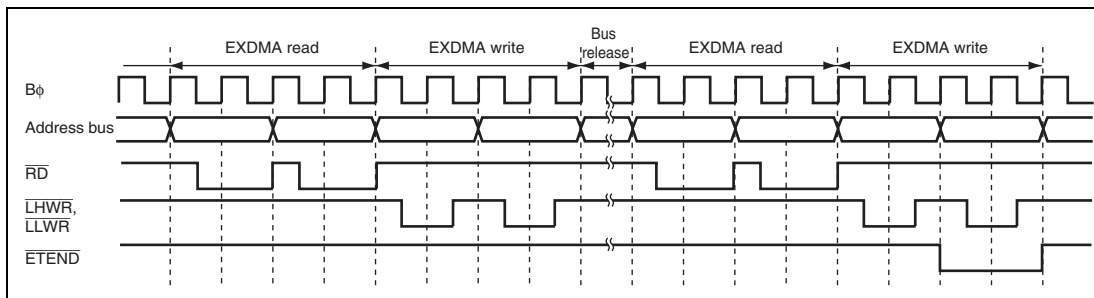 EXDMA read
EXDMA write
Bus
release
EXDMA read
EXDMA write
Bϕ
Address bus
RD
LHWR,
LLWR
ETEND